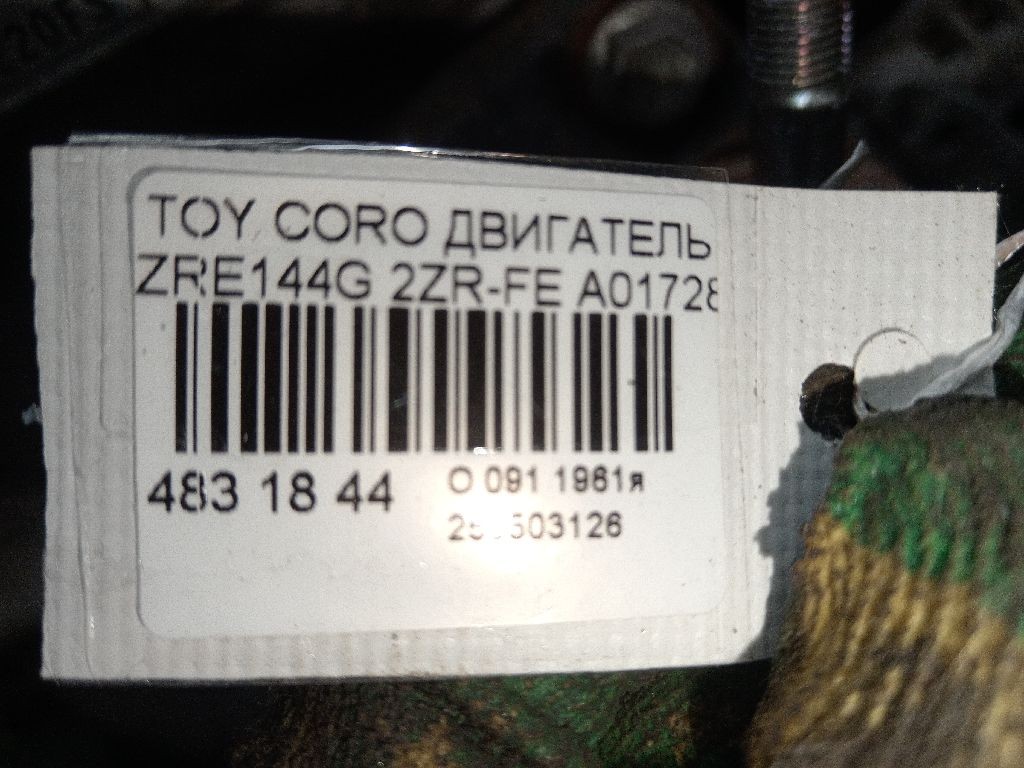 TOY CORO ДВИГАТЕЛЬ
ZRE144G 2ZR-FE A01728
483 18 44
О 091 1961я